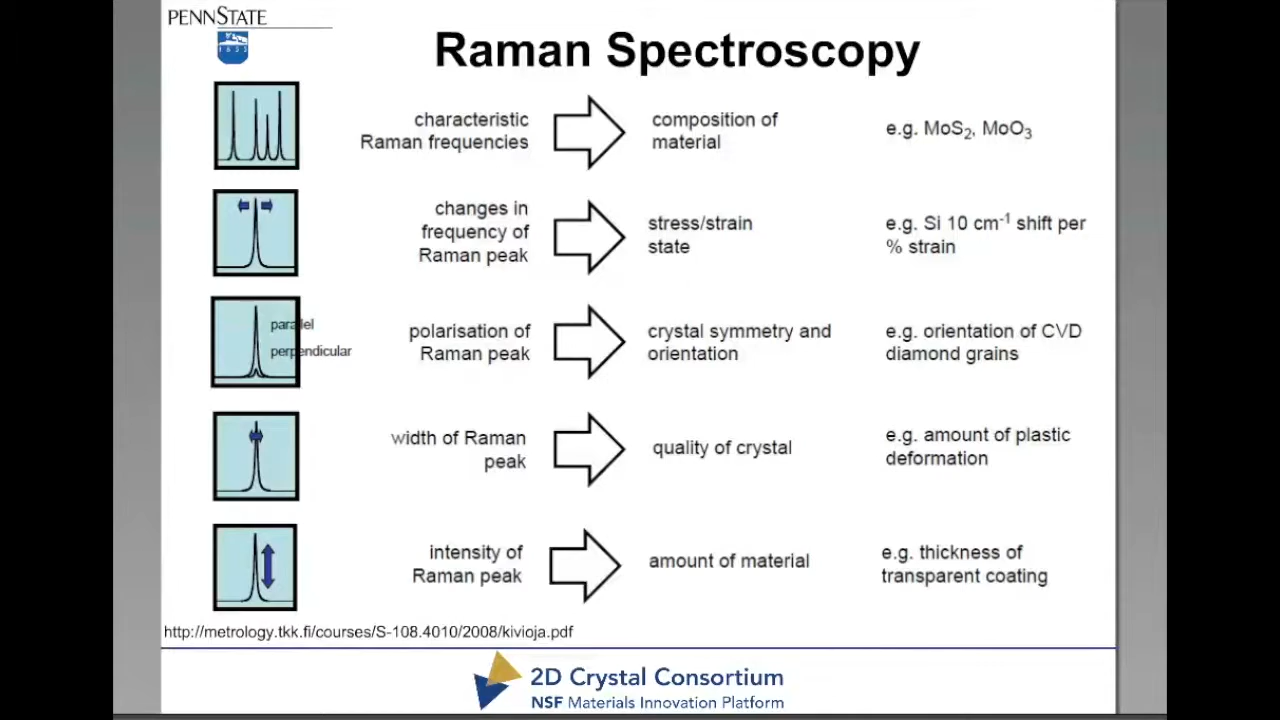 PENNSTATE
1855
Raman Spectroscopy
characteristic
Raman frequencies
composition of
material
e.g. MoS₂, MoO₃
changes in
frequency of
Raman peak
stress/strain
state
e.g. Si 10 cm⁻¹ shift per
% strain
parallel
perpendicular
polarisation of
Raman peak
crystal symmetry and
orientation
e.g. orientation of CVD
diamond grains
width of Raman
peak
quality of crystal
e.g. amount of plastic
deformation
intensity of
Raman peak
amount of material
e.g. thickness of
transparent coating
http://metrology.tkk.fi/courses/S-108.4010/2008/kivioja.pdf
2D Crystal Consortium
NSF Materials Innovation Platform